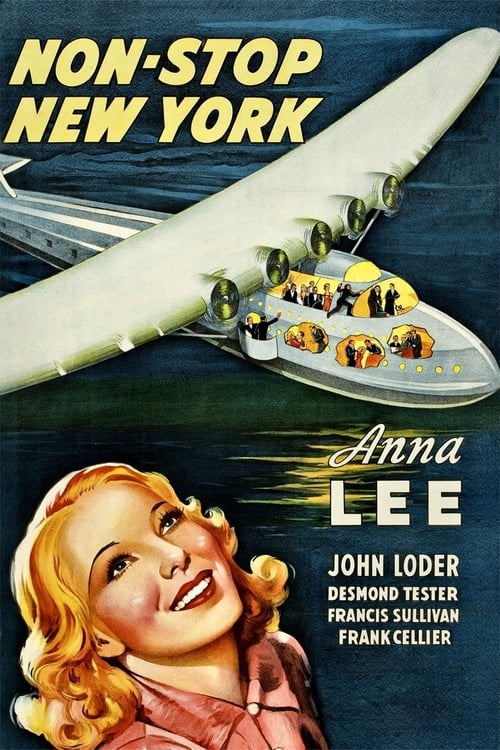 NON-STOP
NEW YORK
Anna
LEE
JOHN LODER
DESMOND TESTER
FRANCIS SULLIVAN
FRANK CELLIER